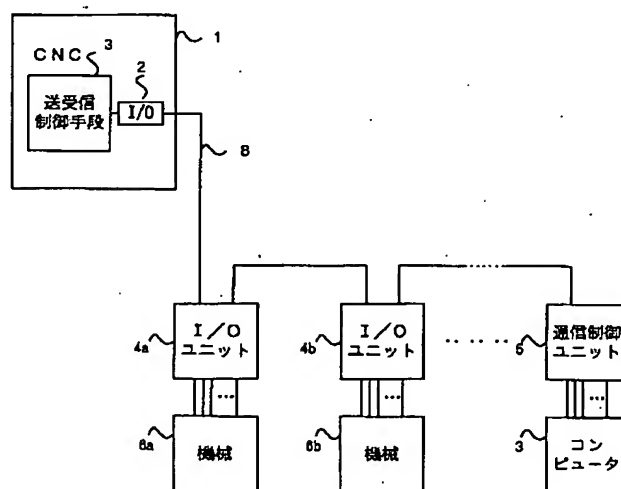 1
CNC
3
2
送受信
制御手段
I/O
8
I/O
ユニット
4a
I/O
ユニット
4b
通信制御
ユニット
5
機械
6a
機械
6b
コン
ピュータ
3